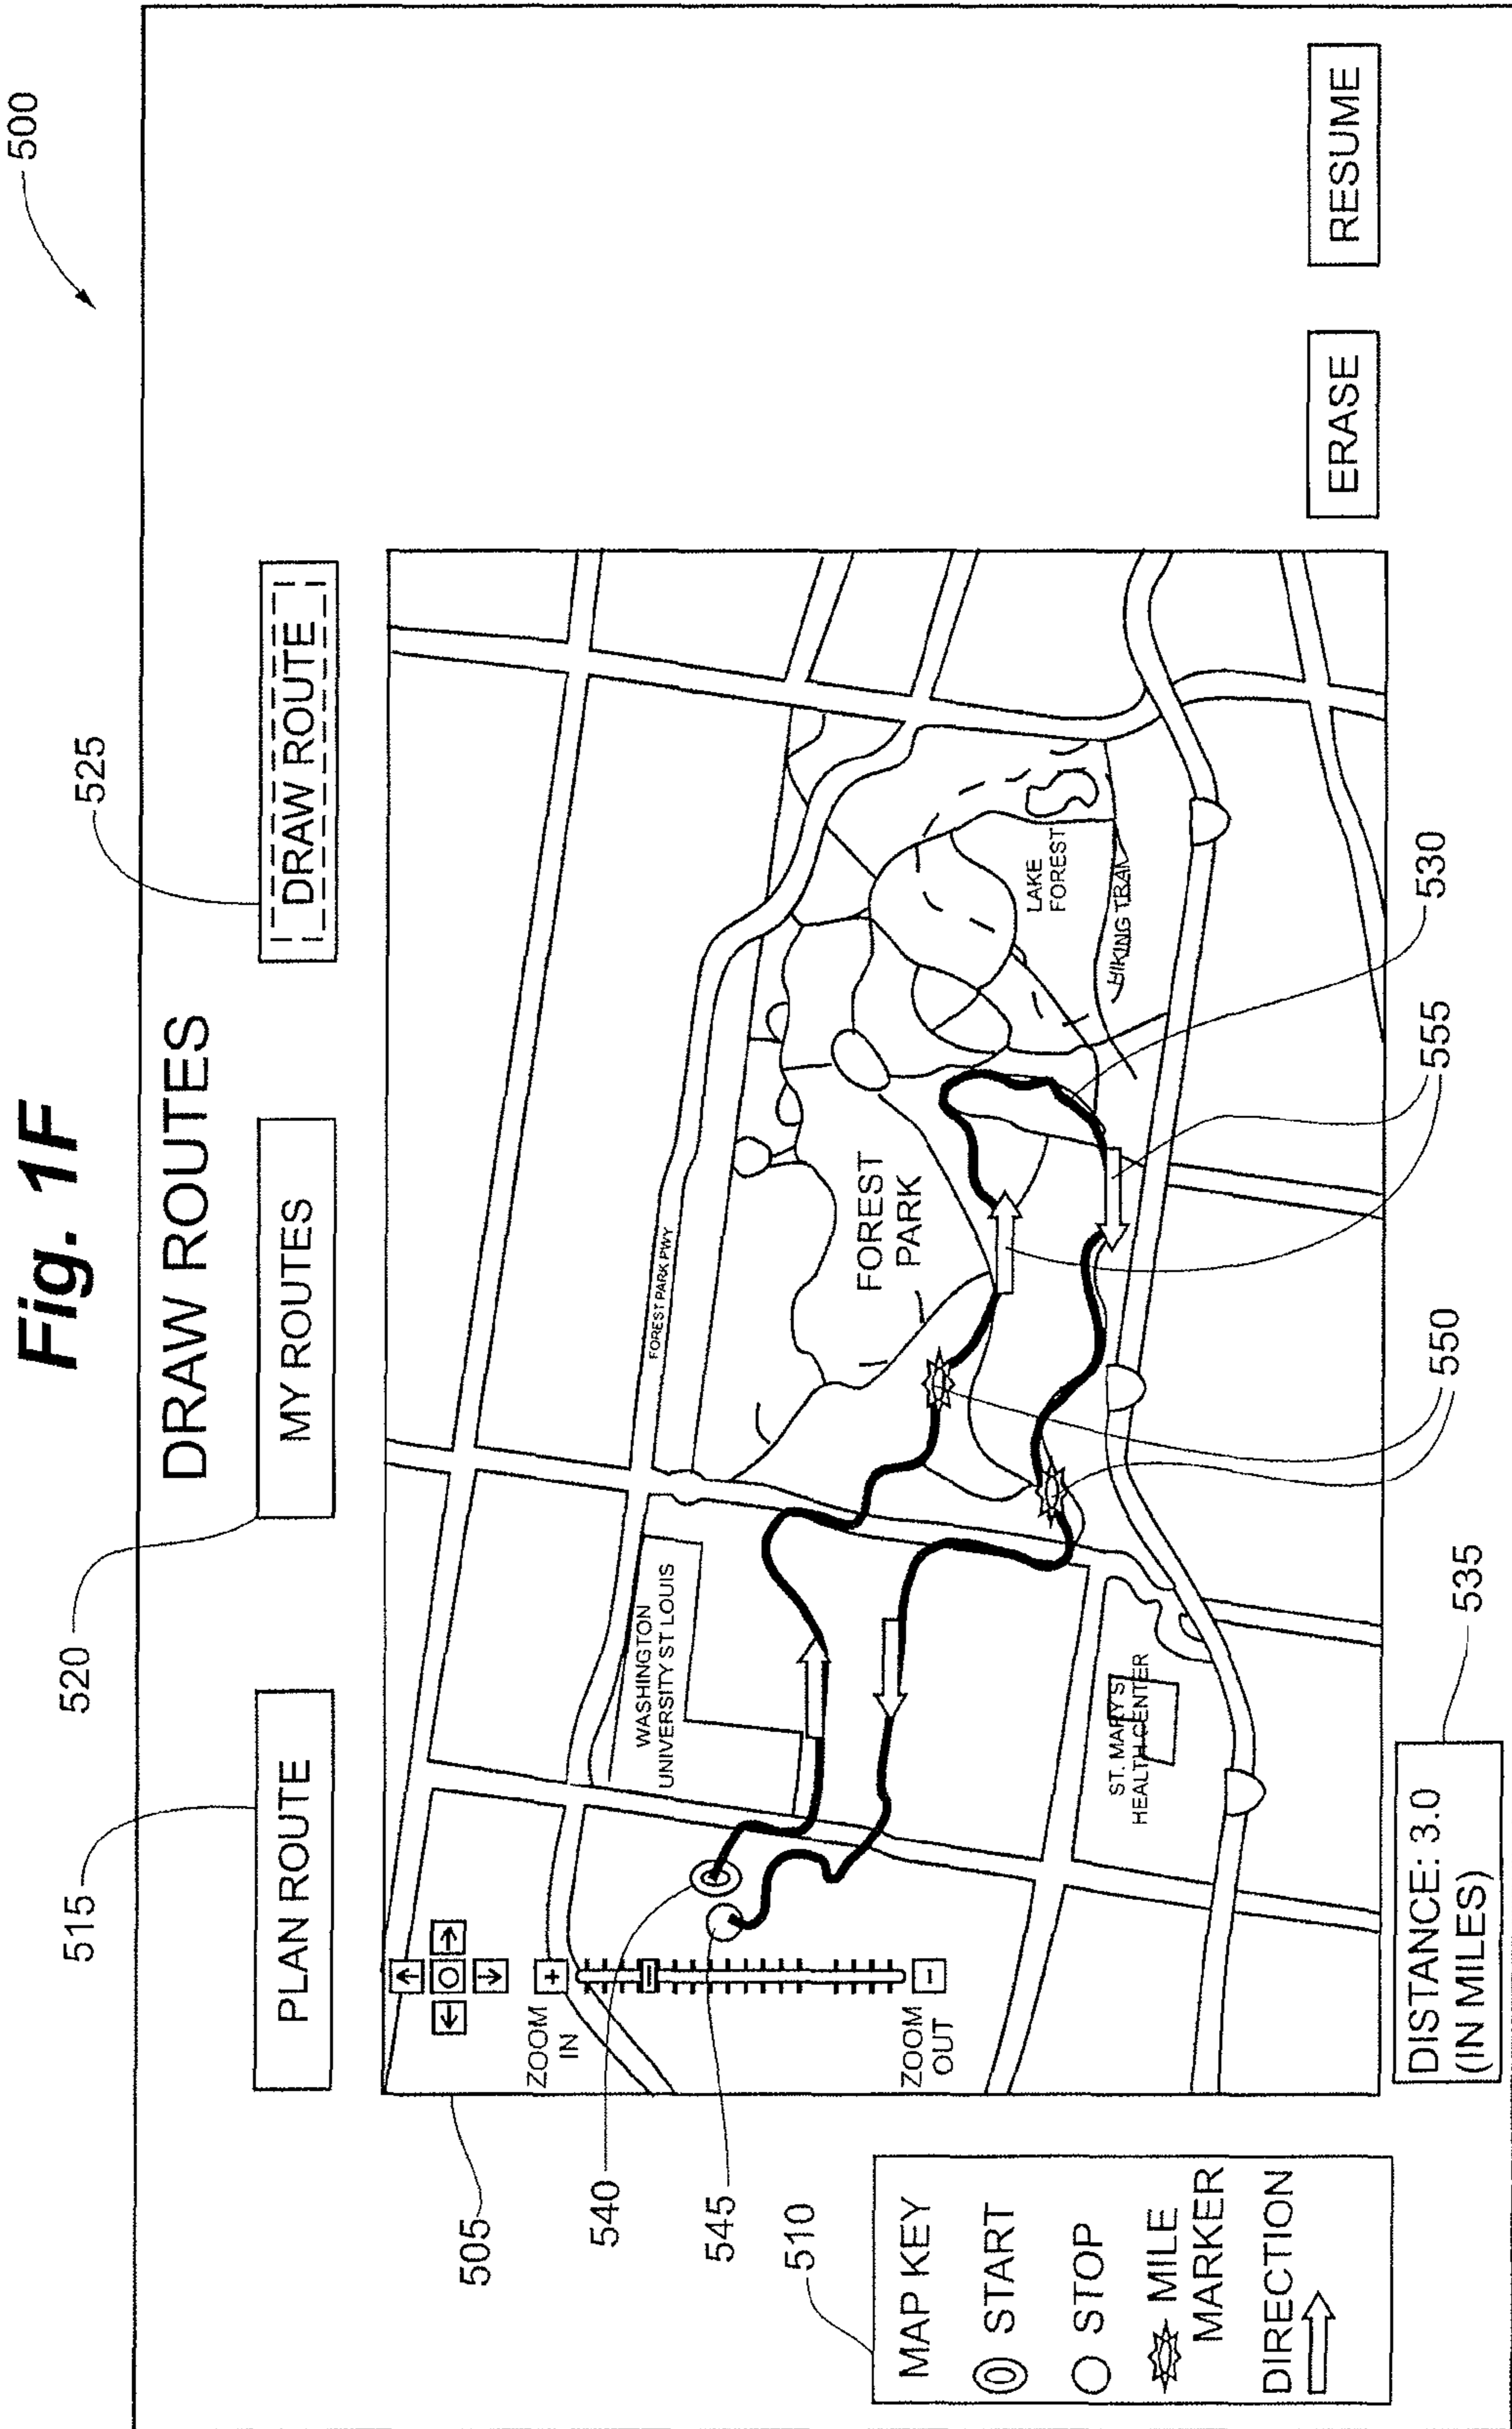 Fig. 1F
500
DRAW ROUTES
515
520
525
PLAN ROUTE
MY ROUTES
DRAW ROUTE
505
540
545
510
MAP KEY
START
STOP
MILE
MARKER
DIRECTION
ZOOM
IN
+
ZOOM
OUT
-
FOREST PARK PWY
WASHINGTON
UNIVERSITY ST LOUIS
FOREST
PARK
LAKE
FOREST
HIKING TRAIL
ST. MARY'S
HEALTH CENTER
530
555
550
535
DISTANCE: 3.0
(IN MILES)
ERASE
RESUME